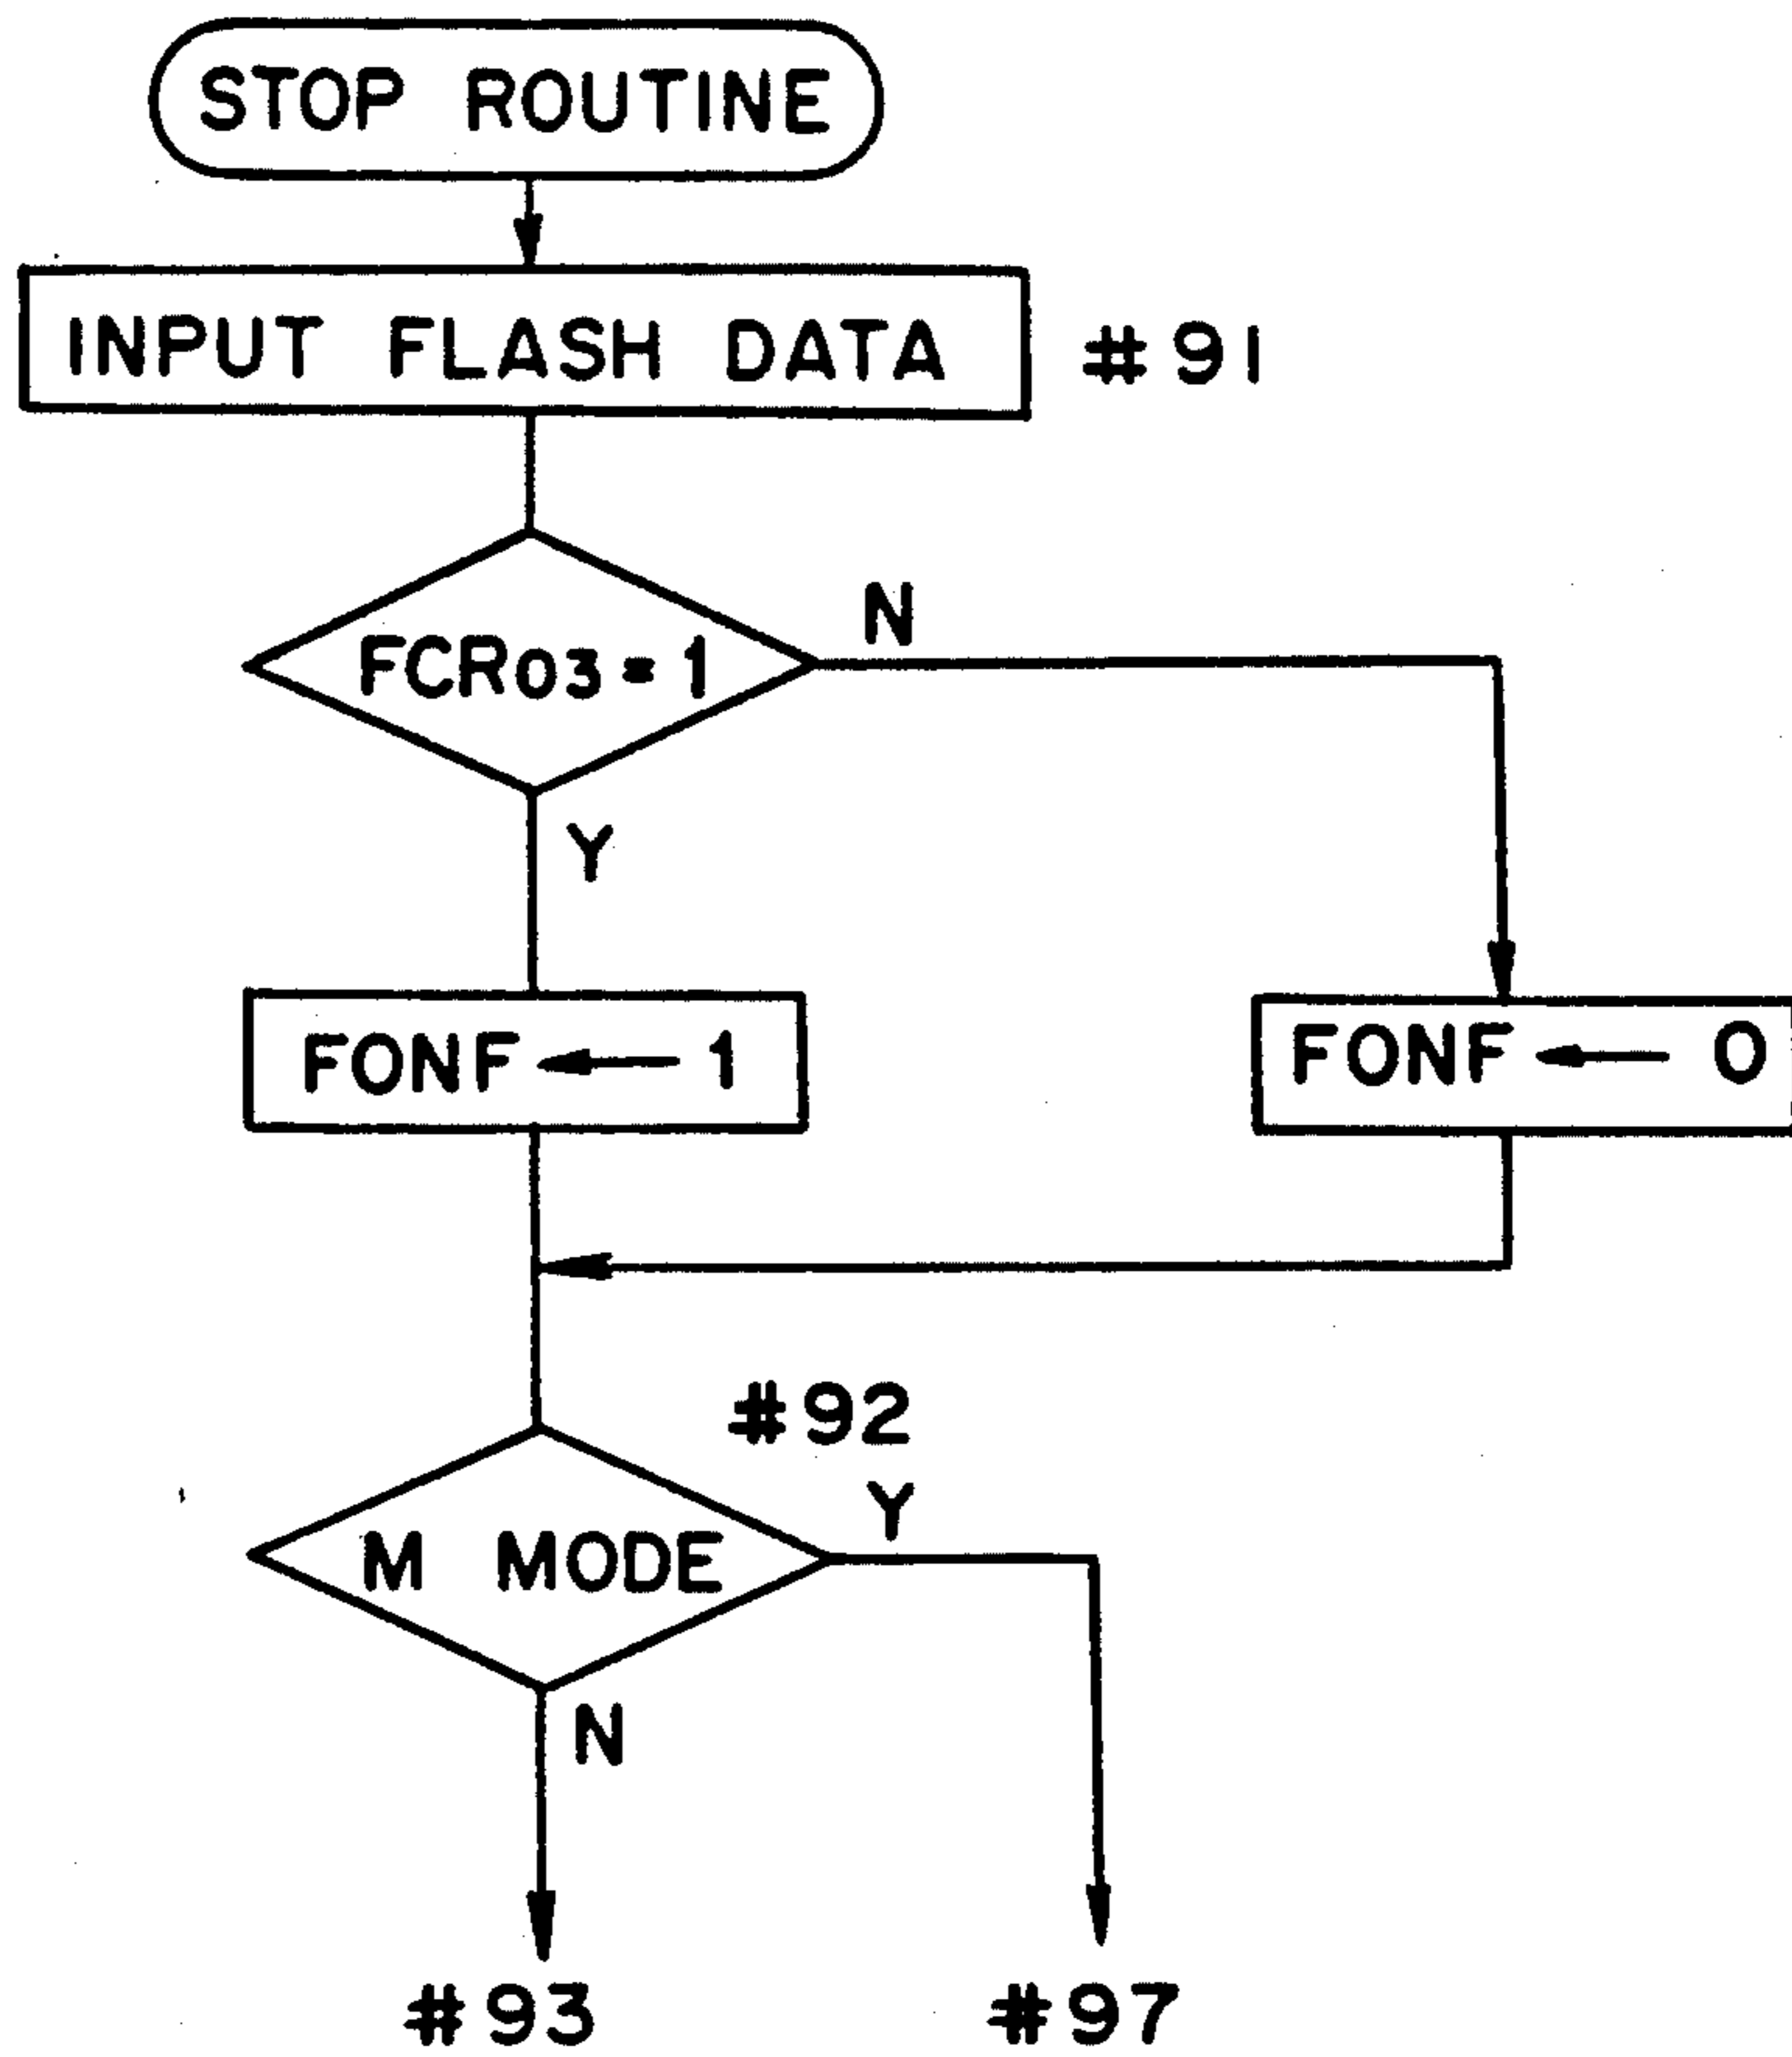 STOP ROUTINE
INPUT FLASH DATA
#91
FCR03=1
N
Y
FONF ← 1
FONF ← 0
#92
M MODE
Y
N
#93
#97